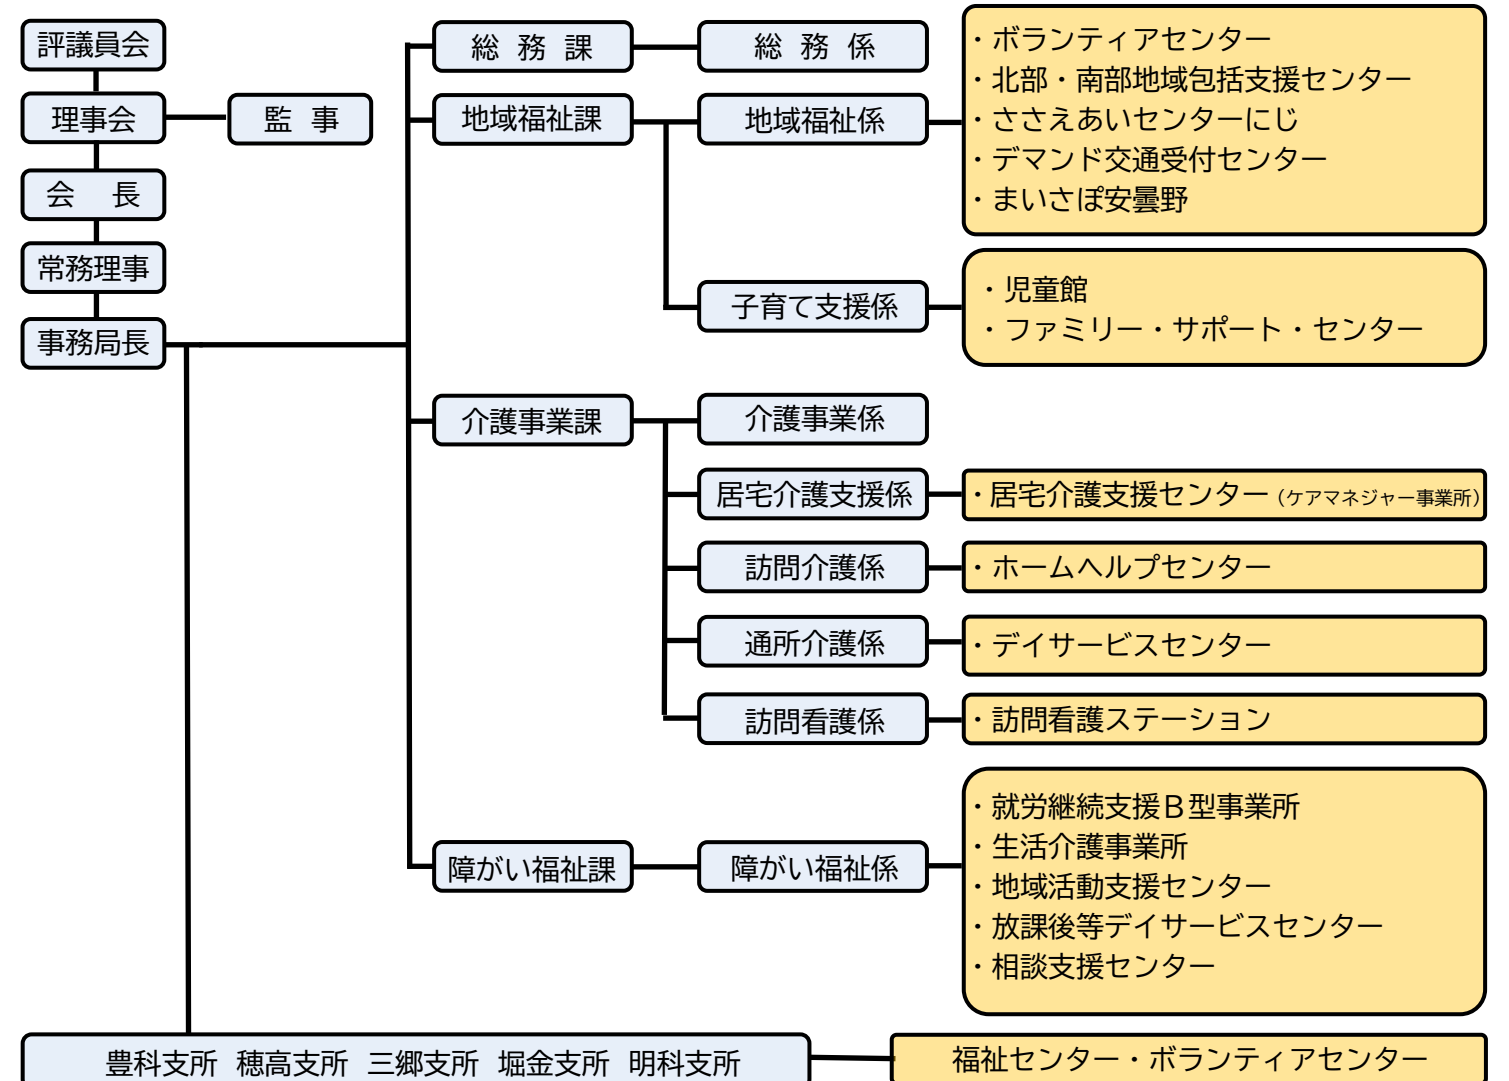 評議員会
理事会
監 事
会 長
常務理事
事務局長
総 務 課
総 務 係
地域福祉課
地域福祉係
・ボランティアセンター
・北部・南部地域包括支援センター
・ささえあいセンターにじ
・デマンド交通受付センター
・まいさぽ安曇野
子育て支援係
・児童館
・ファミリー・サポート・センター
介護事業課
介護事業係
居宅介護支援係
・居宅介護支援センター（ケアマネジャー事業所）
訪問介護係
・ホームヘルプセンター
通所介護係
・デイサービスセンター
訪問看護係
・訪問看護ステーション
障がい福祉課
障がい福祉係
・就労継続支援Ｂ型事業所
・生活介護事業所
・地域活動支援センター
・放課後等デイサービスセンター
・相談支援センター
豊科支所 穂高支所 三郷支所 堀金支所 明科支所
福祉センター・ボランティアセンター